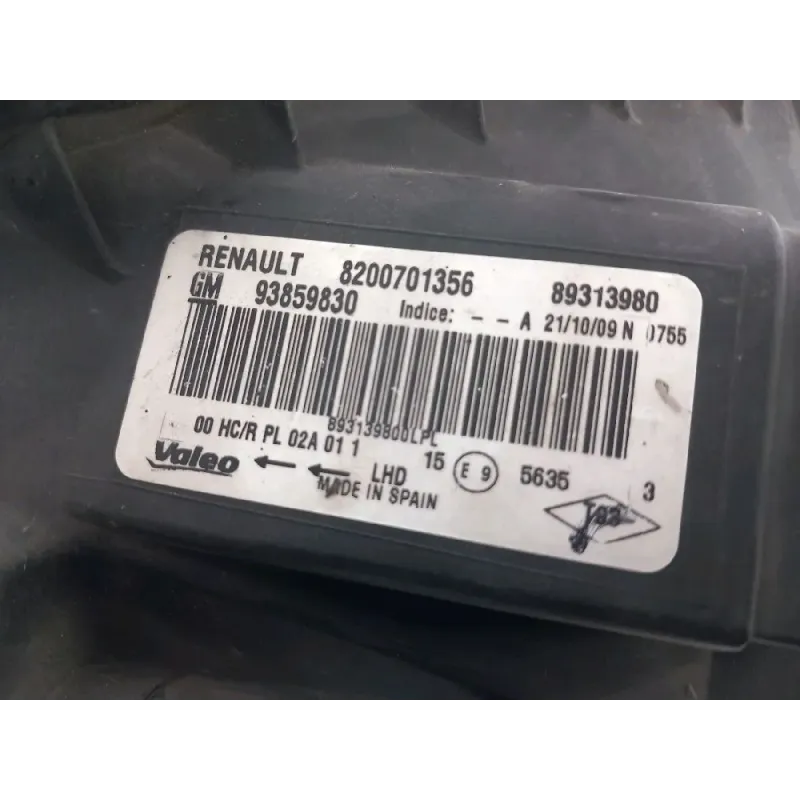 RENAULT 8200701356 89313980
GM 93859830 Indice: - - A 21/10/09 N 0755
893139800LPL
00 HC/R PL 02A 01 1
Valeo LHD 15 E 9 5635 3
MADE IN SPAIN